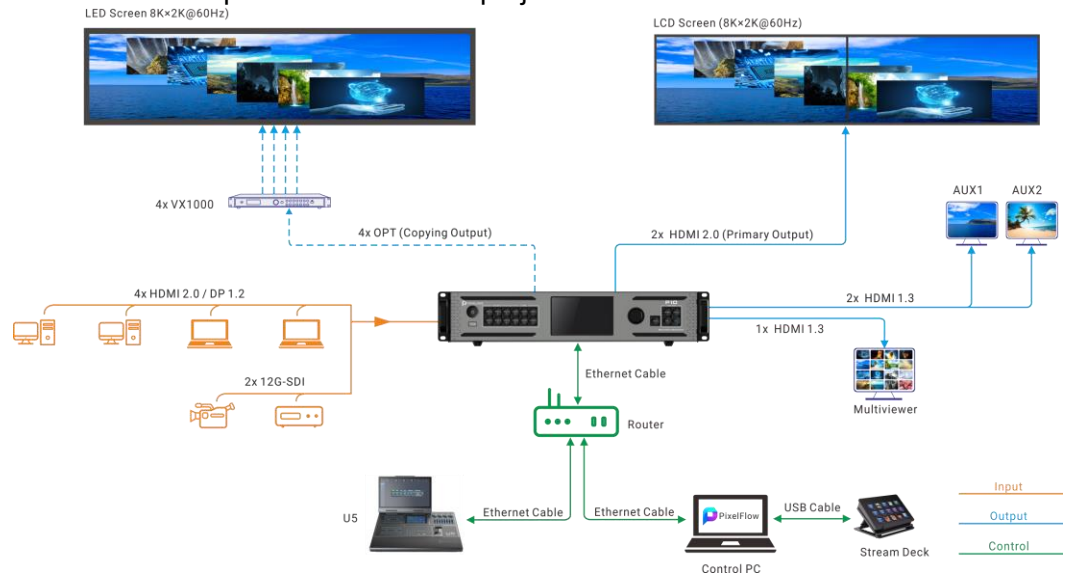 LED Screen 8K×2K@60Hz)
LCD Screen (8K×2K@60Hz)
AUX1
AUX2
4x VX1000
4x OPT (Copying Output)
2x HDMI 2.0 (Primary Output)
4x HDMI 2.0 / DP 1.2
2x HDMI 1.3
1x HDMI 1.3
P10
2x 12G-SDI
Ethernet Cable
Multiviewer
Router
U5
Ethernet Cable
Ethernet Cable
PixelFlow
USB Cable
Control PC
Stream Deck
Input
Output
Control